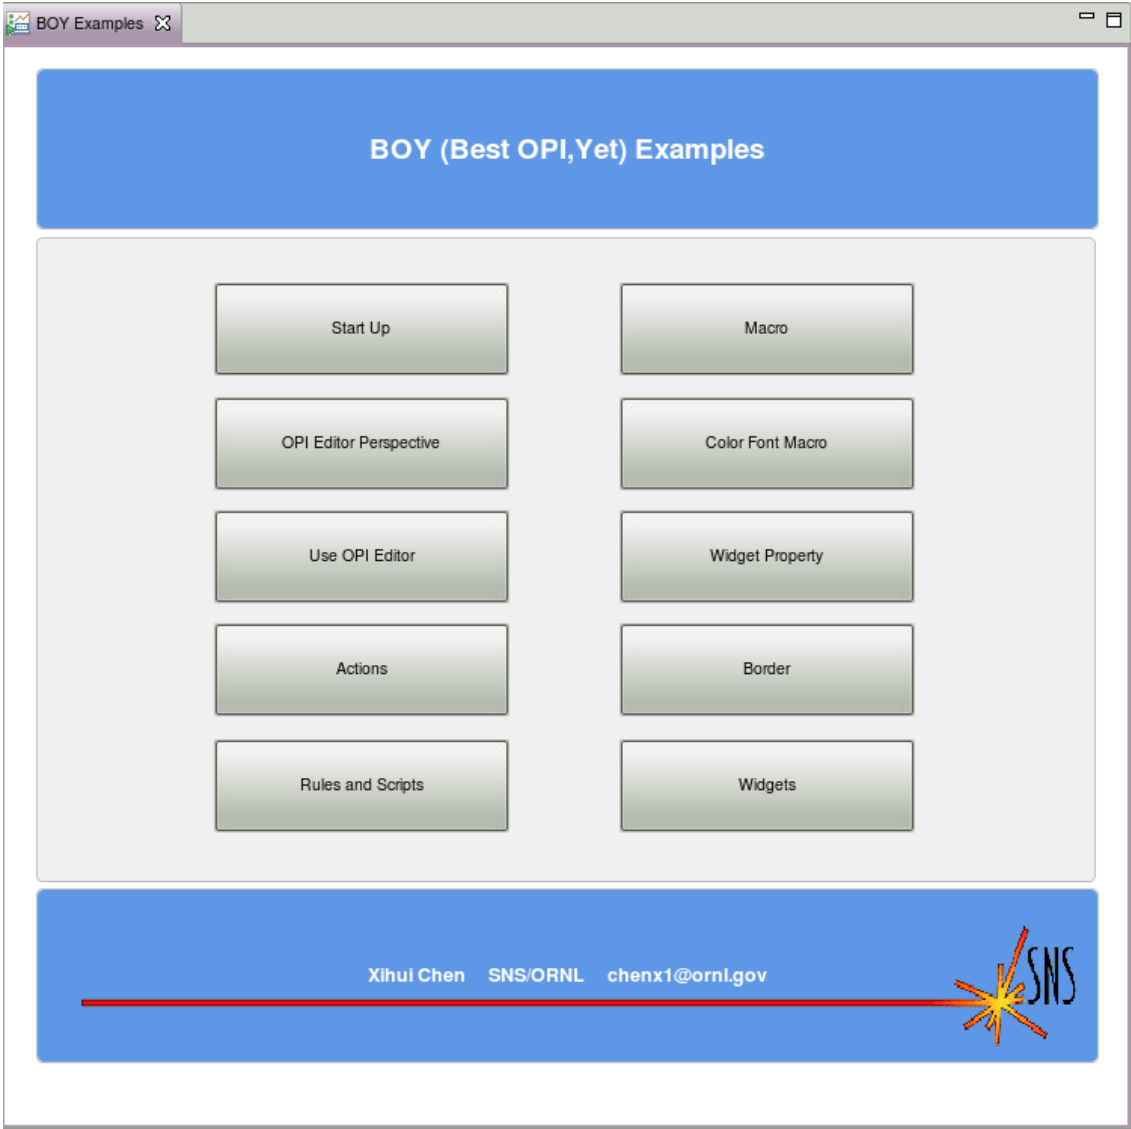 BOY Examples
BOY (Best OPI,Yet) Examples
Start Up
Macro
OPI Editor Perspective
Color Font Macro
Use OPI Editor
Widget Property
Actions
Border
Rules and Scripts
Widgets
Xihui Chen SNS/ORNL chenx1@ornl.gov
SNS